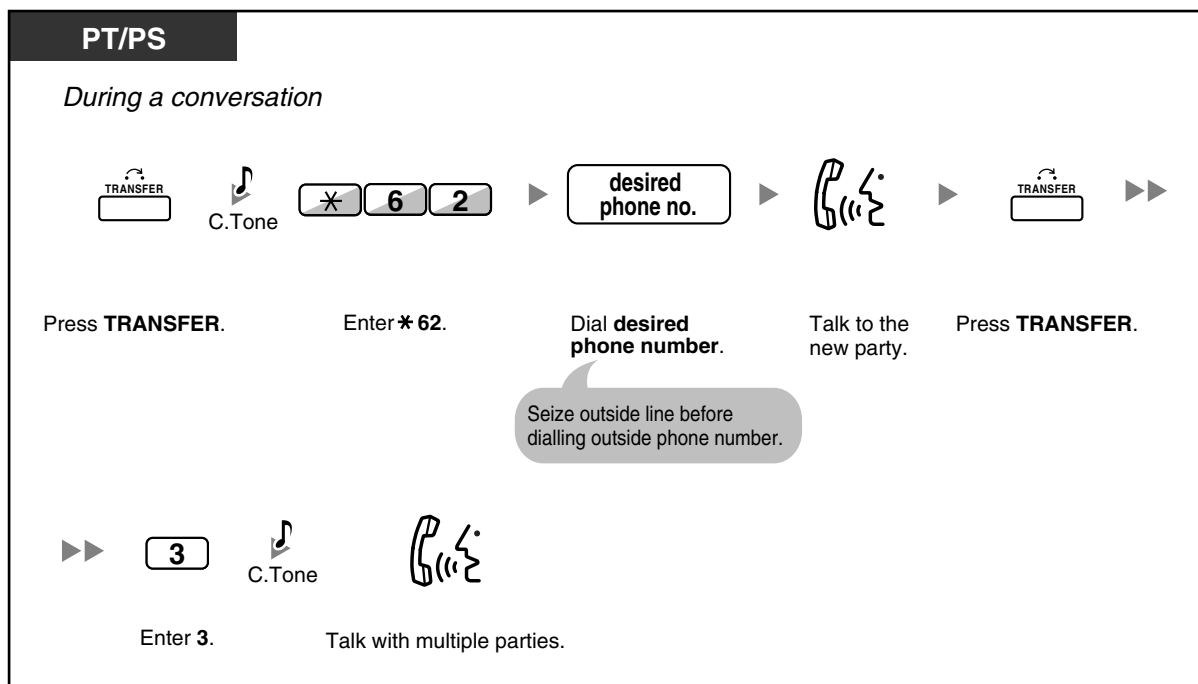 PT/PS
During a conversation
TRANSFER
C.Tone
* 6 2
desired
phone no.
TRANSFER
Press TRANSFER.
Enter * 62.
Dial desired
phone number.
Talk to the
new party.
Press TRANSFER.
Seize outside line before
dialling outside phone number.
3
C.Tone
Enter 3.
Talk with multiple parties.